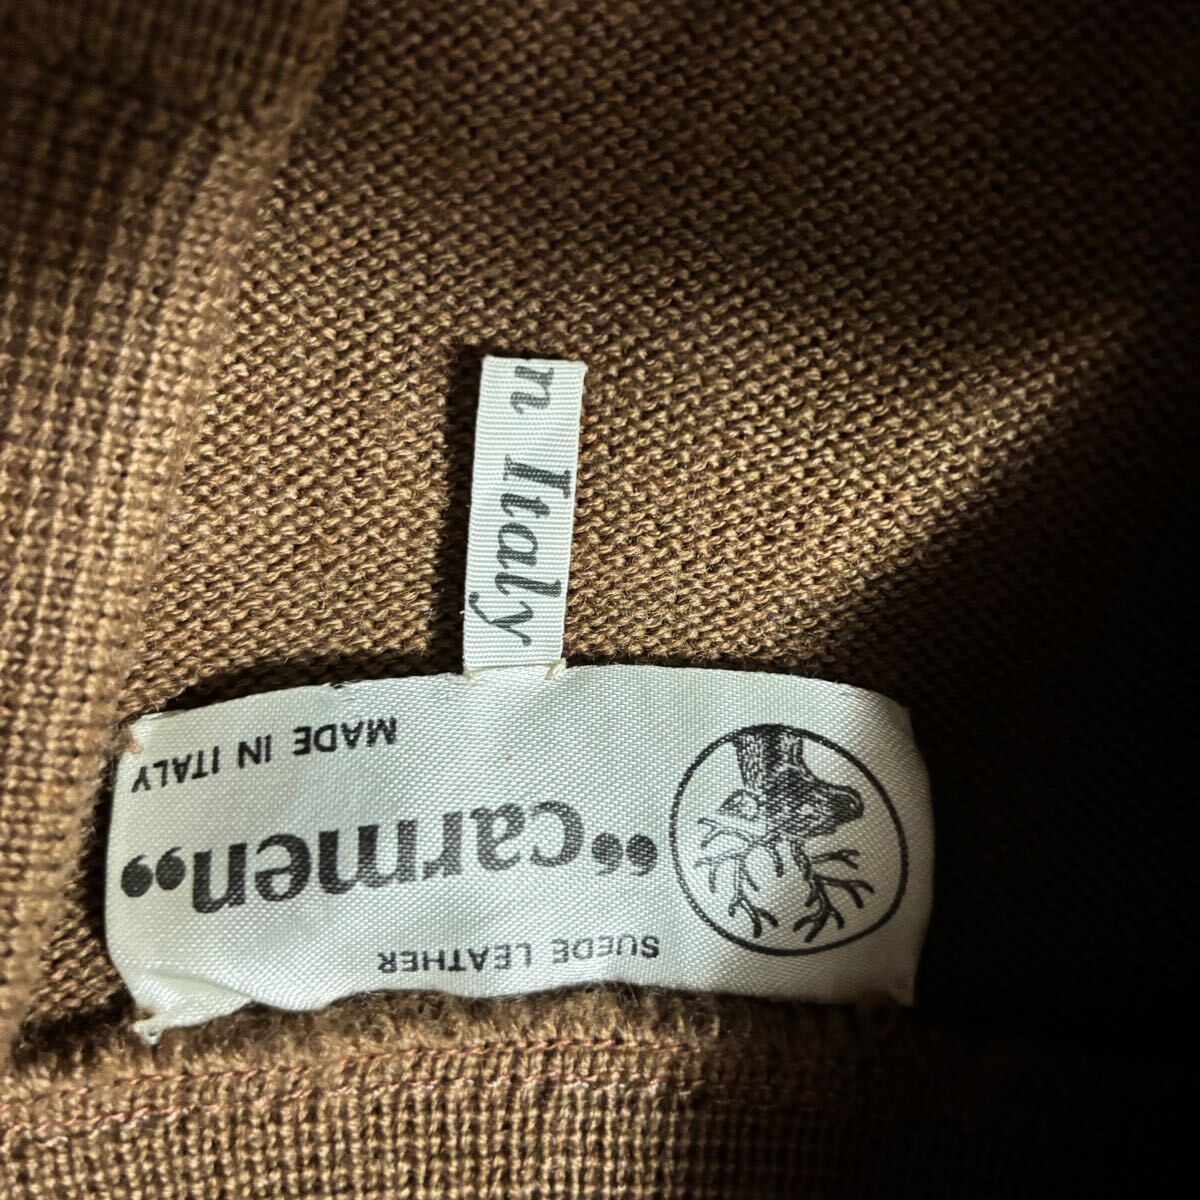 SUEDE LEATHER
“carmen„
MADE IN ITALY
n Italy